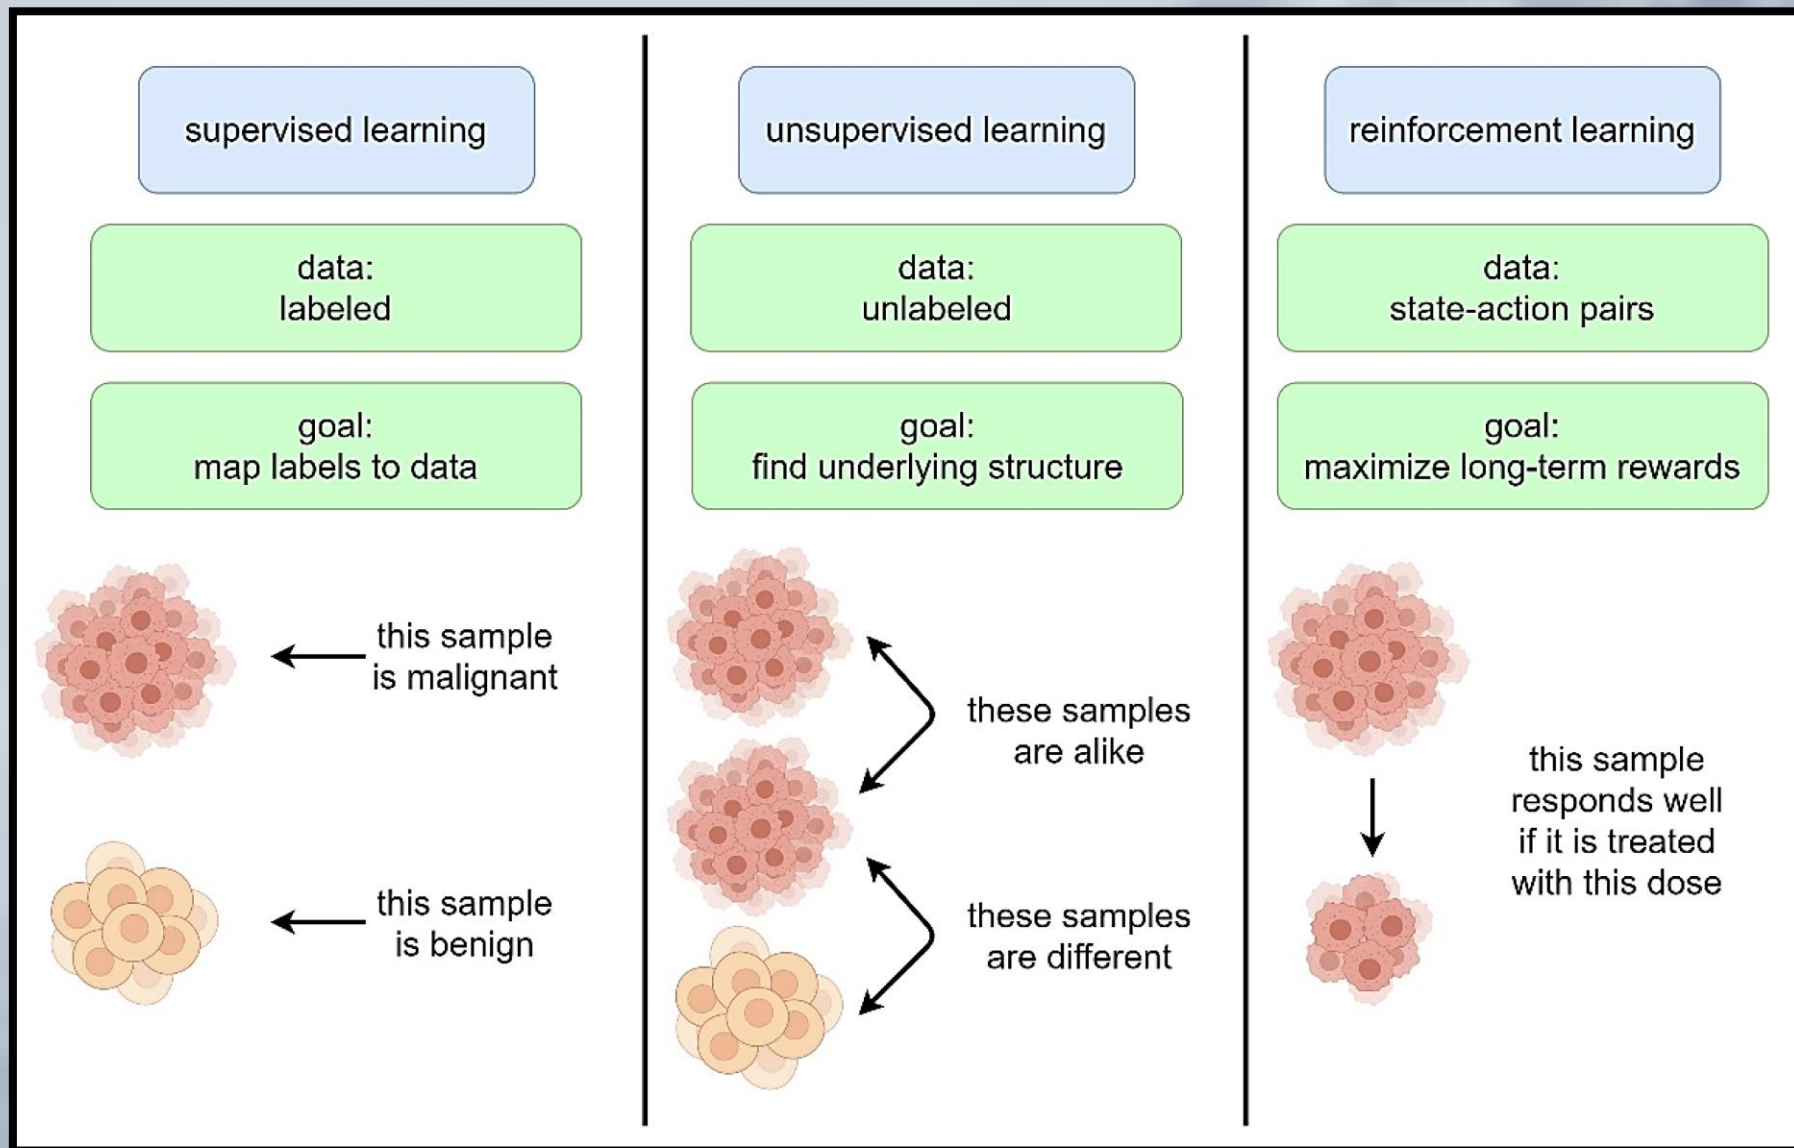 supervised learning
data:
labeled
goal:
map labels to data
this sample
is malignant
this sample
is benign
unsupervised learning
data:
unlabeled
goal:
find underlying structure
these samples
are alike
these samples
are different
reinforcement learning
data:
state-action pairs
goal:
maximize long-term rewards
this sample
responds well
if it is treated
with this dose